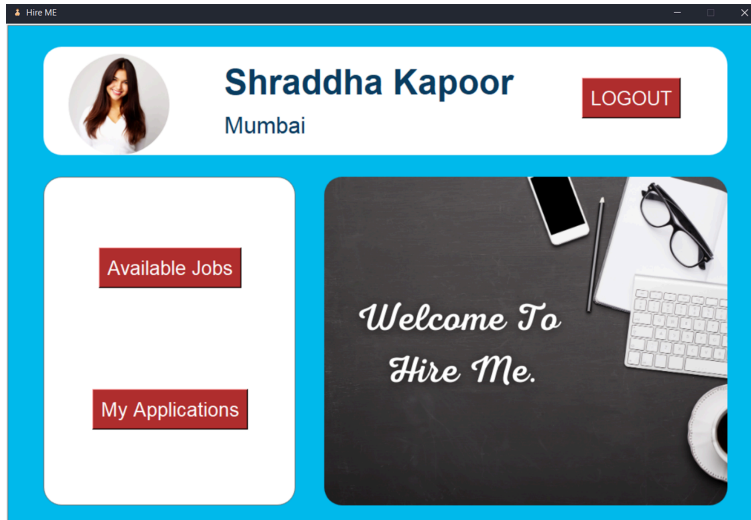 Hire ME
Shraddha Kapoor
Mumbai
LOGOUT
Available Jobs
My Applications
Welcome To
Hire Me.